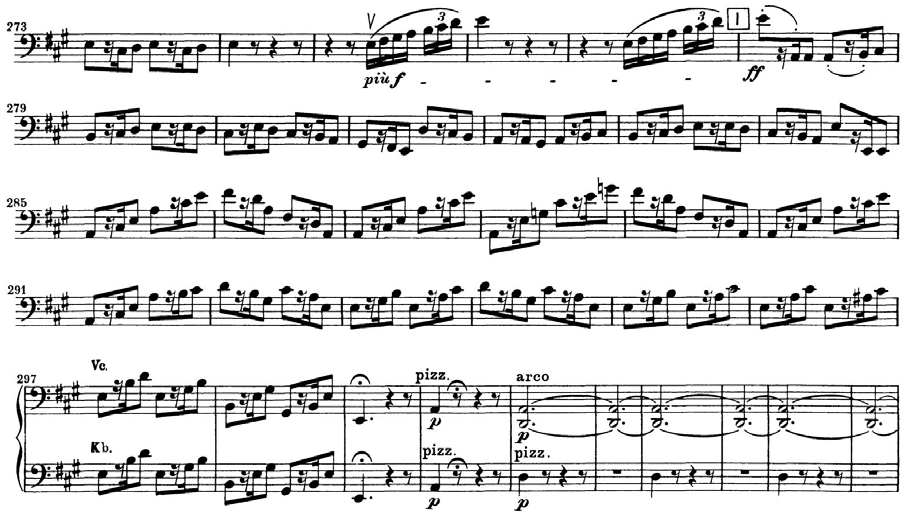 273
V
3
3
I
più f - - - - - - ff
279
285
291
297
Vc.
pizz.
arco
p
p
Kb.
pizz.
pizz.
p
p